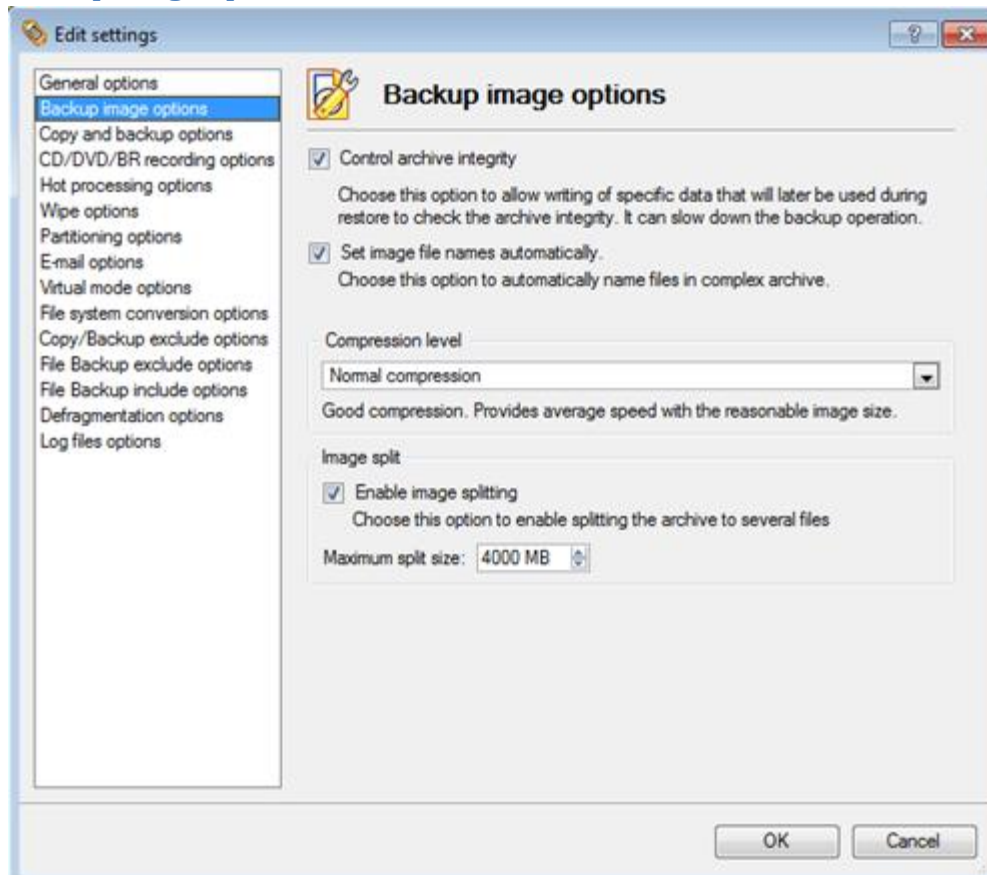 Edit settings
General options
Backup image options
Copy and backup options
CD/DVD/BR recording options
Hot processing options
Wipe options
Partitioning options
E-mail options
Virtual mode options
File system conversion options
Copy/Backup exclude options
File Backup exclude options
File Backup include options
Defragmentation options
Log files options
Backup image options
Control archive integrity
Choose this option to allow writing of specific data that will later be used during
restore to check the archive integrity. It can slow down the backup operation.
Set image file names automatically.
Choose this option to automatically name files in complex archive.
Compression level
Normal compression
Good compression. Provides average speed with the reasonable image size.
Image split
Enable image splitting
Choose this option to enable splitting the archive to several files
Maximum split size: 4000 MB
OK Cancel